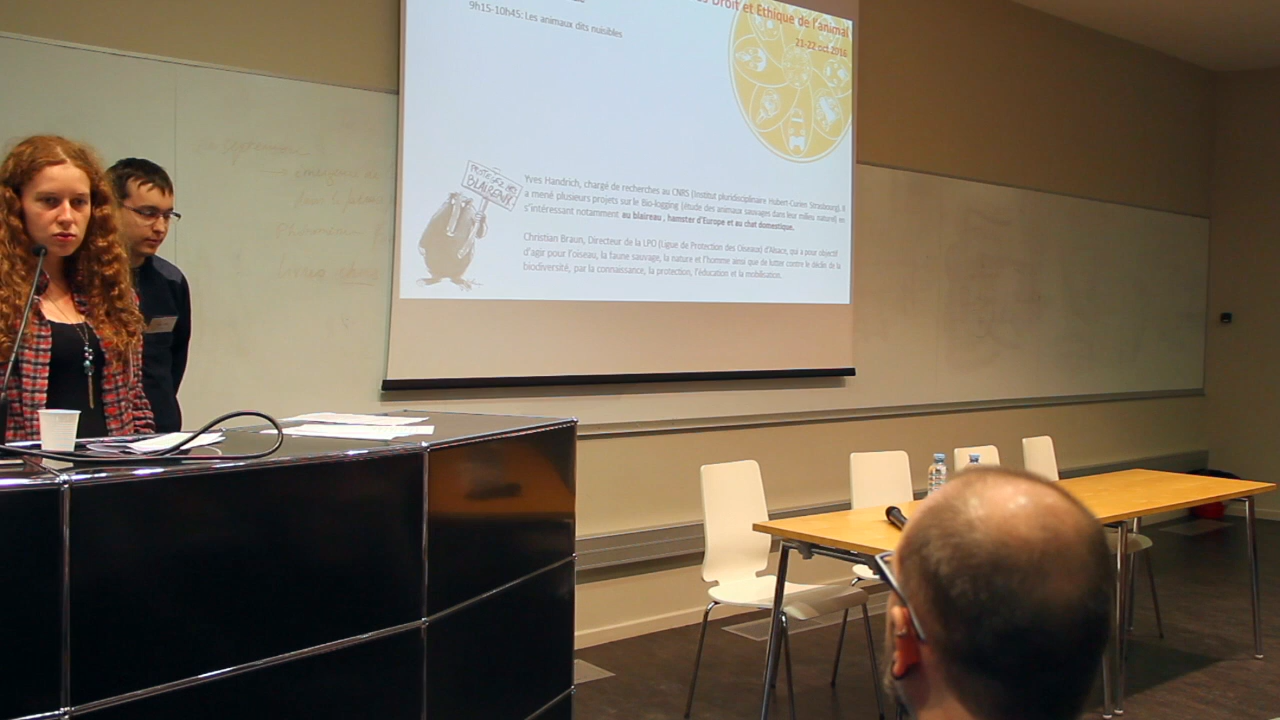 s Droit et Ethique de l'animal
21-22 oct 2016
9h15-10h45: Les animaux dits nuisibles
PROTÉGEZ LES
BLAIREAUX
Yves Handrich, chargé de recherches au CNRS (Institut pluridisciplinaire Hubert-Curien Strasbourg), il
a mené plusieurs projets sur le Bio-logging (étude des animaux sauvages dans leur milieu naturel) en
s'intéressant notamment au blaireau , hamster d'Europe et au chat domestique.
Christian Braun, Directeur de la LPO (Ligue de Protection des Oiseaux) d'Alsace, qui a pour objectif
d'agir pour l'oiseau, la faune sauvage, la nature et l'homme ainsi que de lutter contre le déclin de la
biodiversité, par la connaissance, la protection, l'éducation et la mobilisation.